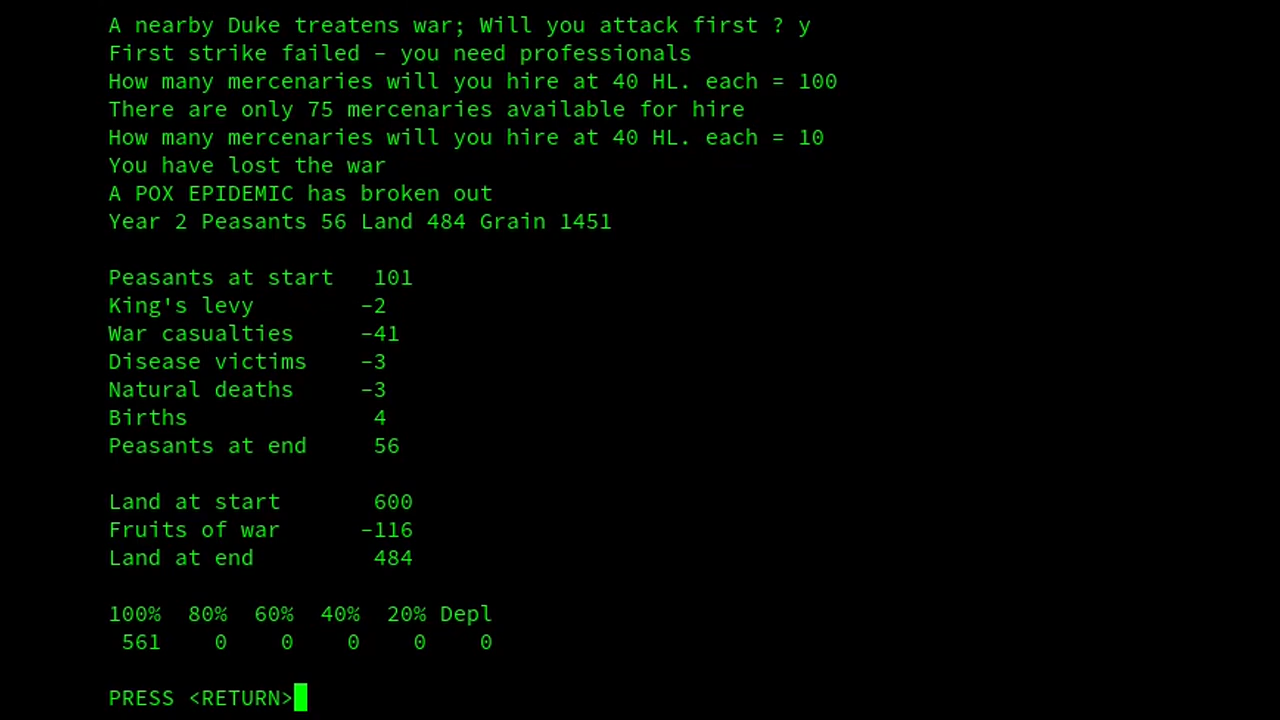 A nearby Duke treatens war; Will you attack first ? y
First strike failed - you need professionals
How many mercenaries will you hire at 40 HL. each = 100
There are only 75 mercenaries available for hire
How many mercenaries will you hire at 40 HL. each = 10
You have lost the war
A POX EPIDEMIC has broken out
Year 2 Peasants 56 Land 484 Grain 1451
Peasants at start 101
King's levy -2
War casualties -41
Disease victims -3
Natural deaths -3
Births 4
Peasants at end 56
Land at start 600
Fruits of war -116
Land at end 484
100% 80% 60% 40% 20% Depl
561 0 0 0 0 0
PRESS <RETURN>